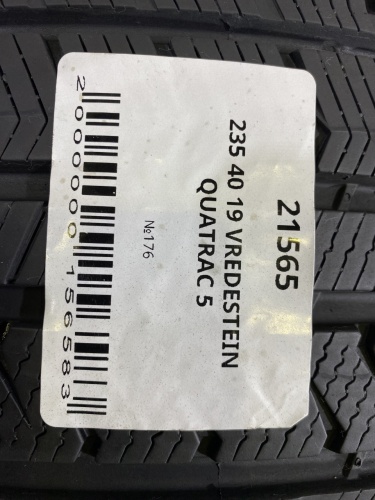 21565
235 40 19 VREDESTEIN
QUATRAC 5
№176
2000000156583